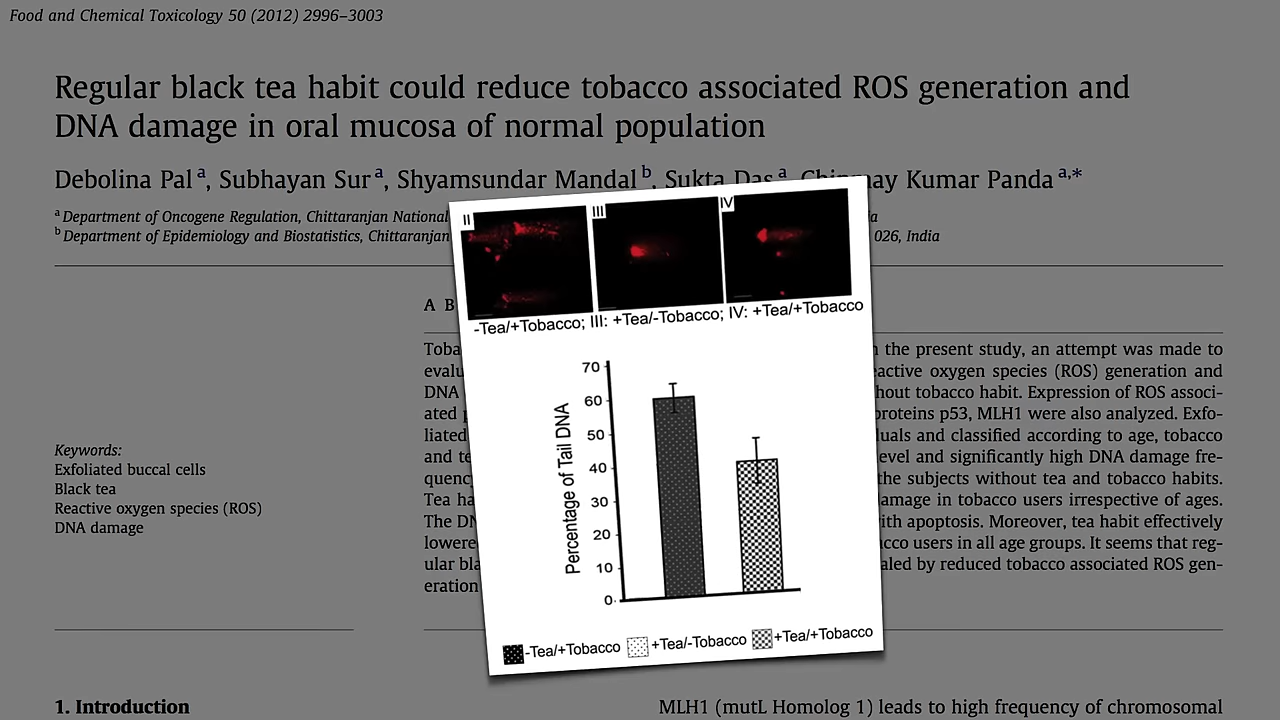 Food and Chemical Toxicology 50 (2012) 2996–3003
Regular black tea habit could reduce tobacco associated ROS generation and
DNA damage in oral mucosa of normal population
Debolina Pal a, Subhayan Sur a, Shyamsundar Mandal b, Sukta Das a, Chinmay Kumar Panda a,*
a Department of Oncogene Regulation, Chittaranjan National
b Department of Epidemiology and Biostatistics, Chittaranjan 026, India
A B
the present study, an attempt was made to
reactive oxygen species (ROS) generation and
DNA hout tobacco habit. Expression of ROS associ-
ated proteins p53, MLH1 were also analyzed. Exfo-
liated and classified according to age, tobacco
and level and significantly high DNA damage fre-
the subjects without tea and tobacco habits.
Tea damage in tobacco users irrespective of ages.
The with apoptosis. Moreover, tea habit effectively
lowere users in all age groups. It seems that reg-
ular by reduced tobacco associated ROS gen-
eration
Keywords:
Exfoliated buccal cells
Black tea
Reactive oxygen species (ROS)
DNA damage
II III IV
-Tea/+Tobacco; III: +Tea/-Tobacco; IV: +Tea/+Tobacco
Percentage of Tail DNA
70
60
50
40
30
20
10
0
-Tea/+Tobacco +Tea/-Tobacco +Tea/+Tobacco
1. Introduction
MLH1 (mutL Homolog 1) leads to high frequency of chromosomal